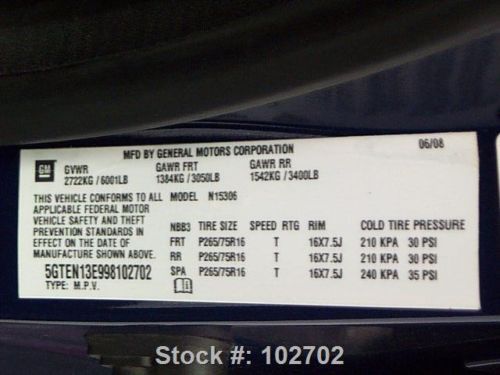 MFD BY GENERAL MOTORS CORPORATION 06/08
GM GVWR GAWR FRT GAWR RR
2722KG / 6001LB 1384KG / 3050LB 1542KG / 3400LB
THIS VEHICLE CONFORMS TO ALL MODEL N15306
APPLICABLE FEDERAL MOTOR
VEHICLE SAFETY AND THEFT
PREVENTION STANDARDS IN
EFFECT ON THE DATE OF
MANUFACTURE SHOWN ABOVE.
NBB3 TIRE SIZE SPEED RTG RIM COLD TIRE PRESSURE
FRT P265/75R16 T 16X7.5J 210 KPA 30 PSI
RR P265/75R16 T 16X7.5J 210 KPA 30 PSI
SPA P265/75R16 T 16X7.5J 240 KPA 35 PSI
5GTEN13E998102702
TYPE: M.P.V.
Stock #: 102702